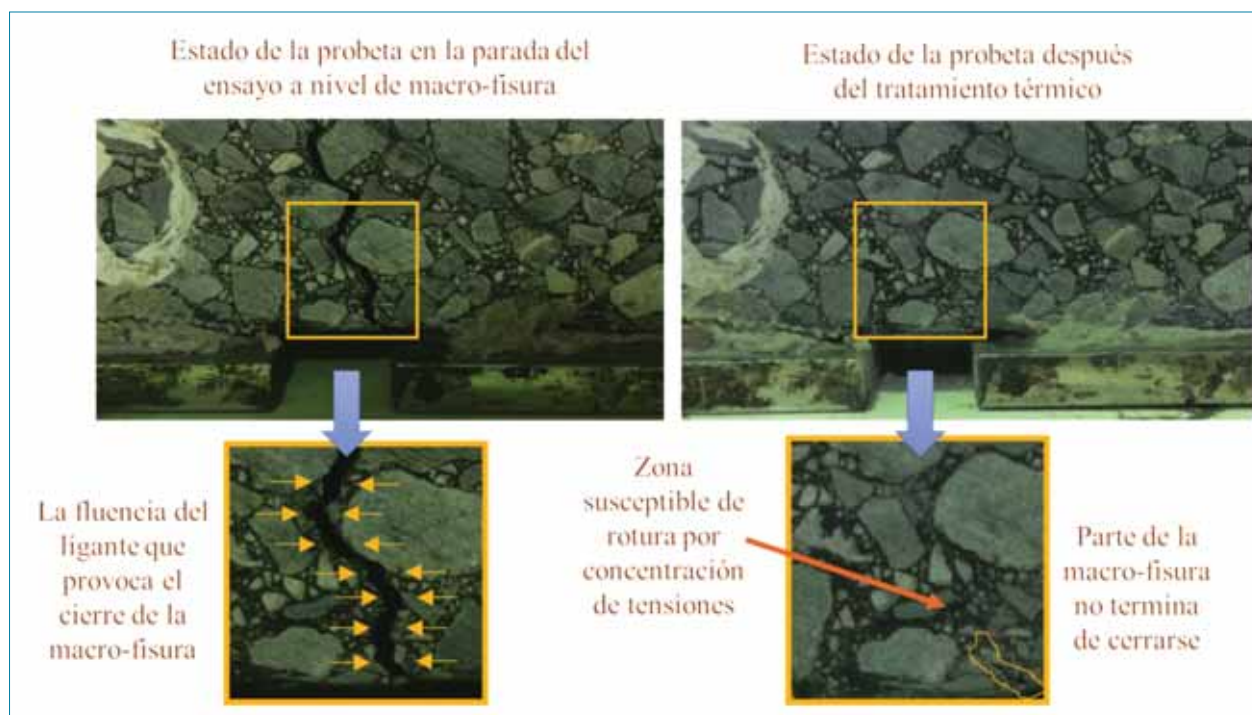 Estado de la probeta en la parada del
ensayo a nivel de macro-fisura
Estado de la probeta después
del tratamiento térmico
La fluencia del
ligante que
provoca el
cierre de la
macro-fisura
Zona
susceptible de
rotura por
concentración
de tensiones
Parte de la
macro-fisura
no termina
de cerrarse